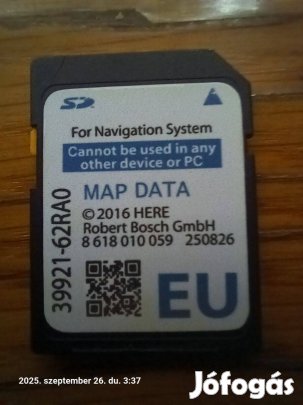 SD
For Navigation System
Cannot be used in any
other device or PC
MAP DATA
© 2016 HERE
Robert Bosch GmbH
8 618 010 059 250826
39921-62RA0
EU
2025. szeptember 26. du. 3:37
Jófogás